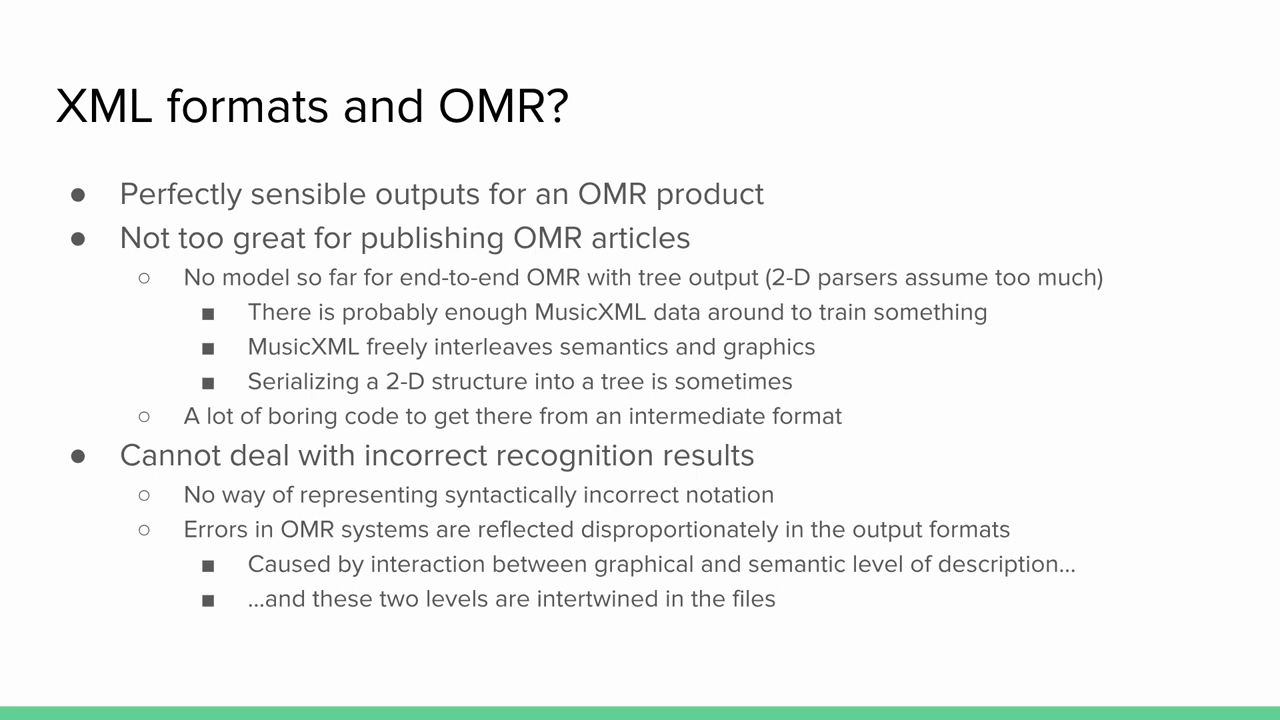 XML formats and OMR?
● Perfectly sensible outputs for an OMR product
● Not too great for publishing OMR articles
○ No model so far for end-to-end OMR with tree output (2-D parsers assume too much)
■ There is probably enough MusicXML data around to train something
■ MusicXML freely interleaves semantics and graphics
■ Serializing a 2-D structure into a tree is sometimes
○ A lot of boring code to get there from an intermediate format
● Cannot deal with incorrect recognition results
○ No way of representing syntactically incorrect notation
○ Errors in OMR systems are reflected disproportionately in the output formats
■ Caused by interaction between graphical and semantic level of description...
■ ...and these two levels are intertwined in the files